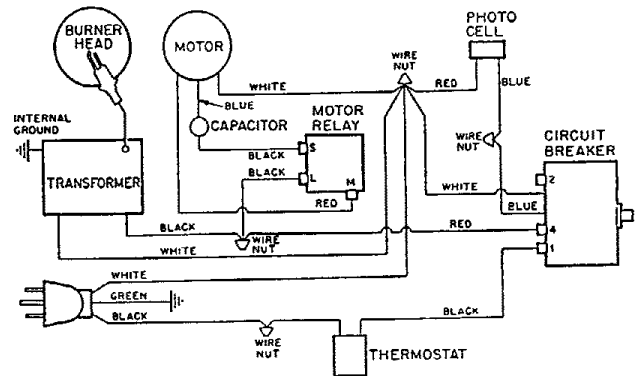 BURNER
HEAD
MOTOR
PHOTO
CELL
WIRE
NUT
WHITE
RED
BLUE
BLUE
INTERNAL
GROUND
CAPACITOR
MOTOR
RELAY
WIRE
NUT
CIRCUIT
BREAKER
S
BLACK
BLACK
L
M
TRANSFORMER
RED
WHITE
2
BLUE
BLACK
WIRE
NUT
RED
4
WHITE
1
WHITE
GREEN
BLACK
BLACK
WIRE
NUT
THERMOSTAT